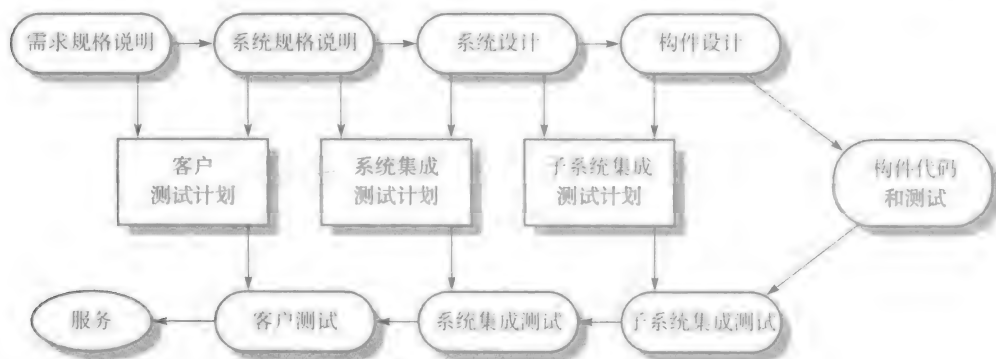 需求规格说明
系统规格说明
系统设计
构件设计
客户
测试计划
系统集成
测试计划
子系统集成
测试计划
构件代码
和测试
服务
客户测试
系统集成测试
子系统集成测试